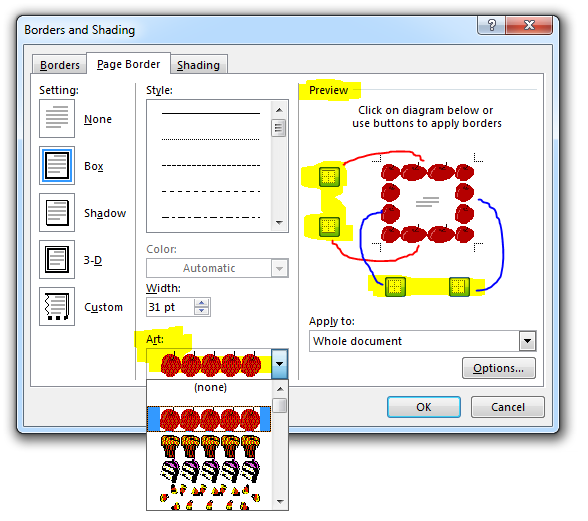 Borders and Shading
Borders
Page Border
Shading
Setting:
None
Box
Shadow
3-D
Custom
Style:
Color:
Automatic
Width:
31 pt
Art:
(none)
Preview
Click on diagram below or
use buttons to apply borders
Apply to:
Whole document
Options...
OK
Cancel